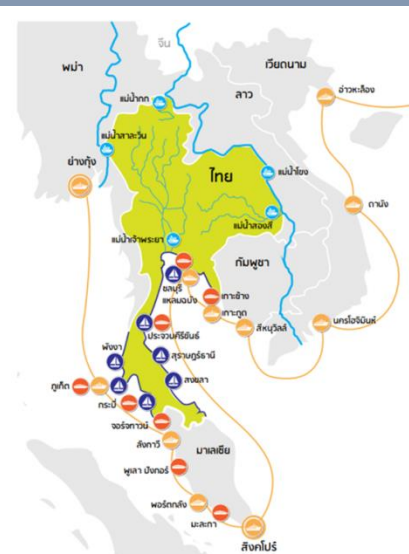 จีน
พม่า
เวียดนาม
ลาว
อ่าวหะล่อง
แม่น้ำกก
แม่น้ำสาละวิน
ย่างกุ้ง
ไทย
แม่น้ำโขง
ดานัง
แม่น้ำสองสี
แม่น้ำเจ้าพระยา
กัมพูชา
ชลบุรี
แหลมฉบัง
เกาะช้าง
เกาะกูด
สีหนุวิลล์
นครโฮจิมินห์
ประจวบคีรีขันธ์
พังงา
สุราษฎร์ธานี
สงขลา
ภูเก็ต
กระบี่
จอร์จทาวน์
ลังกาวี
มาเลเซีย
พูเลา ปังกอร์
พอร์ตกลัง
มะละกา
สิงคโปร์